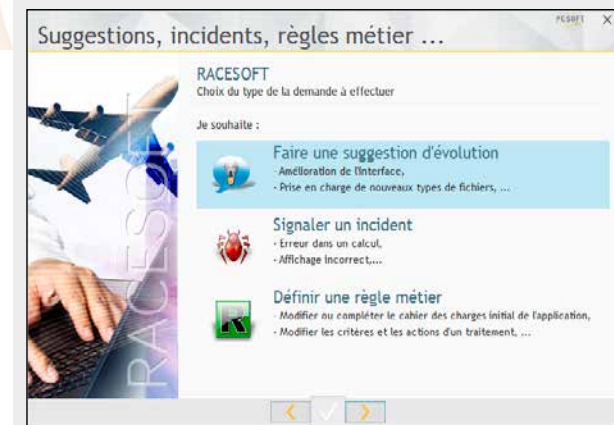 Suggestions, incidents, règles métier ...
PCSOFT
RACESOFT
Choix du type de la demande à effectuer
Je souhaite :
Faire une suggestion d'évolution
- Amélioration de l'interface,
- Prise en charge de nouveaux types de fichiers, ...
Signaler un incident
- Erreur dans un calcul,
- Affichage incorrect,...
Définir une règle métier
- Modifier ou compléter le cahier des charges initial de l'application,
- Modifier les critères et les actions d'un traitement, ...
R
RACESOFT